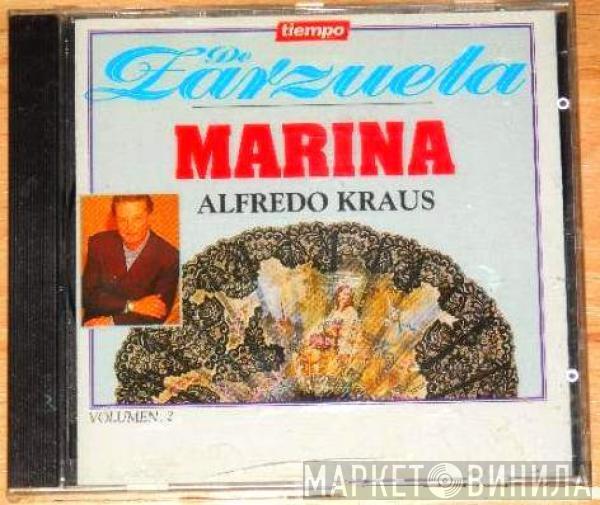 tiempo
De
Zarzuela
MARINA
ALFREDO KRAUS
VOLUMEN. 2
МАРКЕТ ВИНИЛА